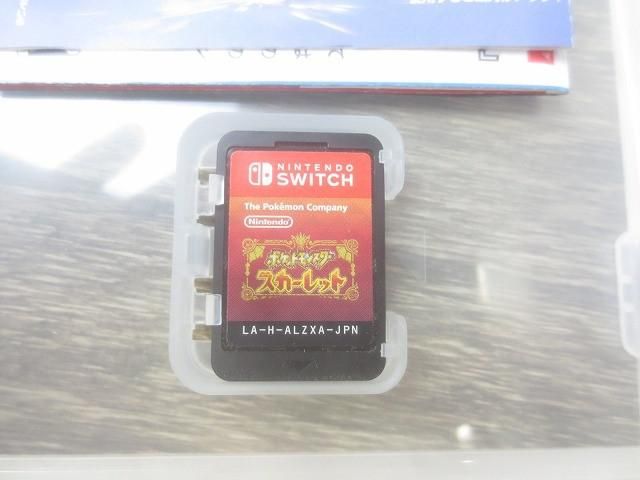 NINTENDO
SWITCH
The Pokémon Company
Nintendo
ポケットモンスター
スカーレット
LA-H-ALZXA-JPN